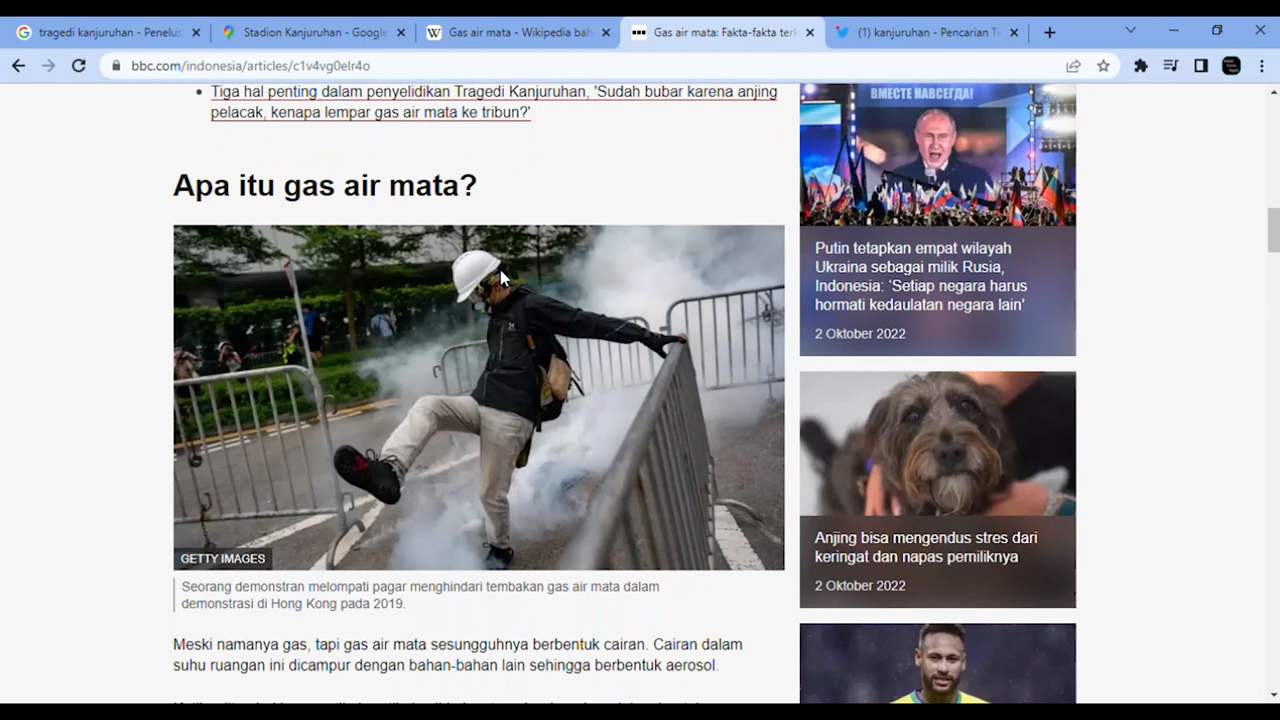 tragedi kanjuruhan - Penelus
Stadion Kanjuruhan - Google
Gas air mata - Wikipedia bah
Gas air mata: Fakta-fakta terk
(1) kanjuruhan - Pencarian Tw
bbc.com/indonesia/articles/c1v4vg0elr4o
Tiga hal penting dalam penyelidikan Tragedi Kanjuruhan, 'Sudah bubar karena anjing
pelacak, kenapa lempar gas air mata ke tribun?'
Apa itu gas air mata?
GETTY IMAGES
Seorang demonstran melompati pagar menghindari tembakan gas air mata dalam
demonstrasi di Hong Kong pada 2019.
Meski namanya gas, tapi gas air mata sesungguhnya berbentuk cairan. Cairan dalam
suhu ruangan ini dicampur dengan bahan-bahan lain sehingga berbentuk aerosol.
ВМЕСТЕ НАВСЕГДА!
Putin tetapkan empat wilayah
Ukraina sebagai milik Rusia,
Indonesia: 'Setiap negara harus
hormati kedaulatan negara lain'
2 Oktober 2022
Anjing bisa mengendus stres dari
keringat dan napas pemiliknya
2 Oktober 2022